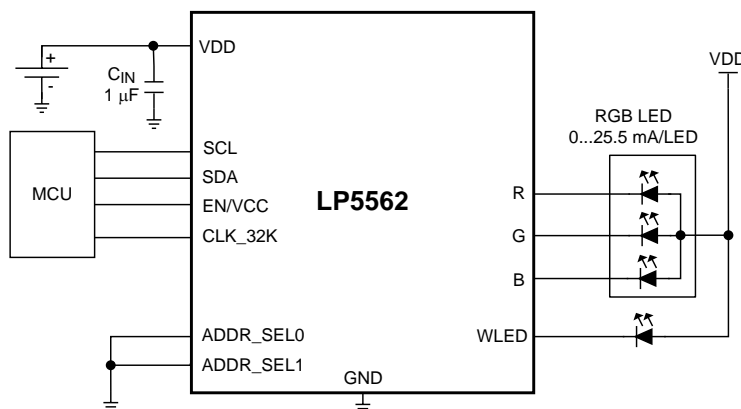 VDD
+
-
CIN
1 µF
MCU
SCL
SDA
EN/VCC
CLK_32K
ADDR_SEL0
ADDR_SEL1
LP5562
GND
R
G
B
WLED
RGB LED
0...25.5 mA/LED
VDD